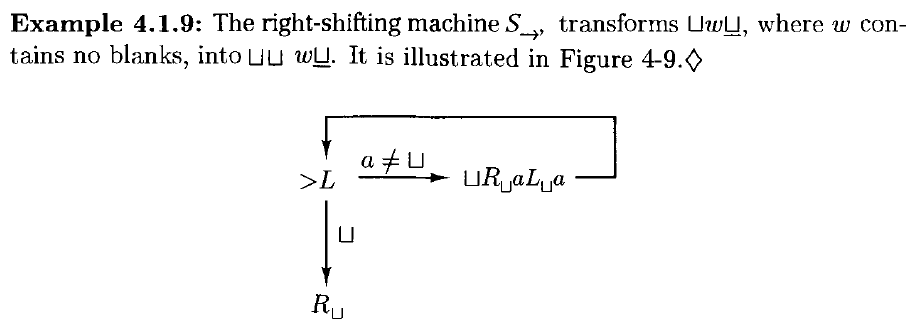 Example 4.1.9: The right-shifting machine S→, transforms ⊔w⊔̲, where w con-
tains no blanks, into ⊔⊔ w⊔̲. It is illustrated in Figure 4-9.◇
a ≠ ⊔
>L
⊔R⊔aL⊔a
⊔
R⊔